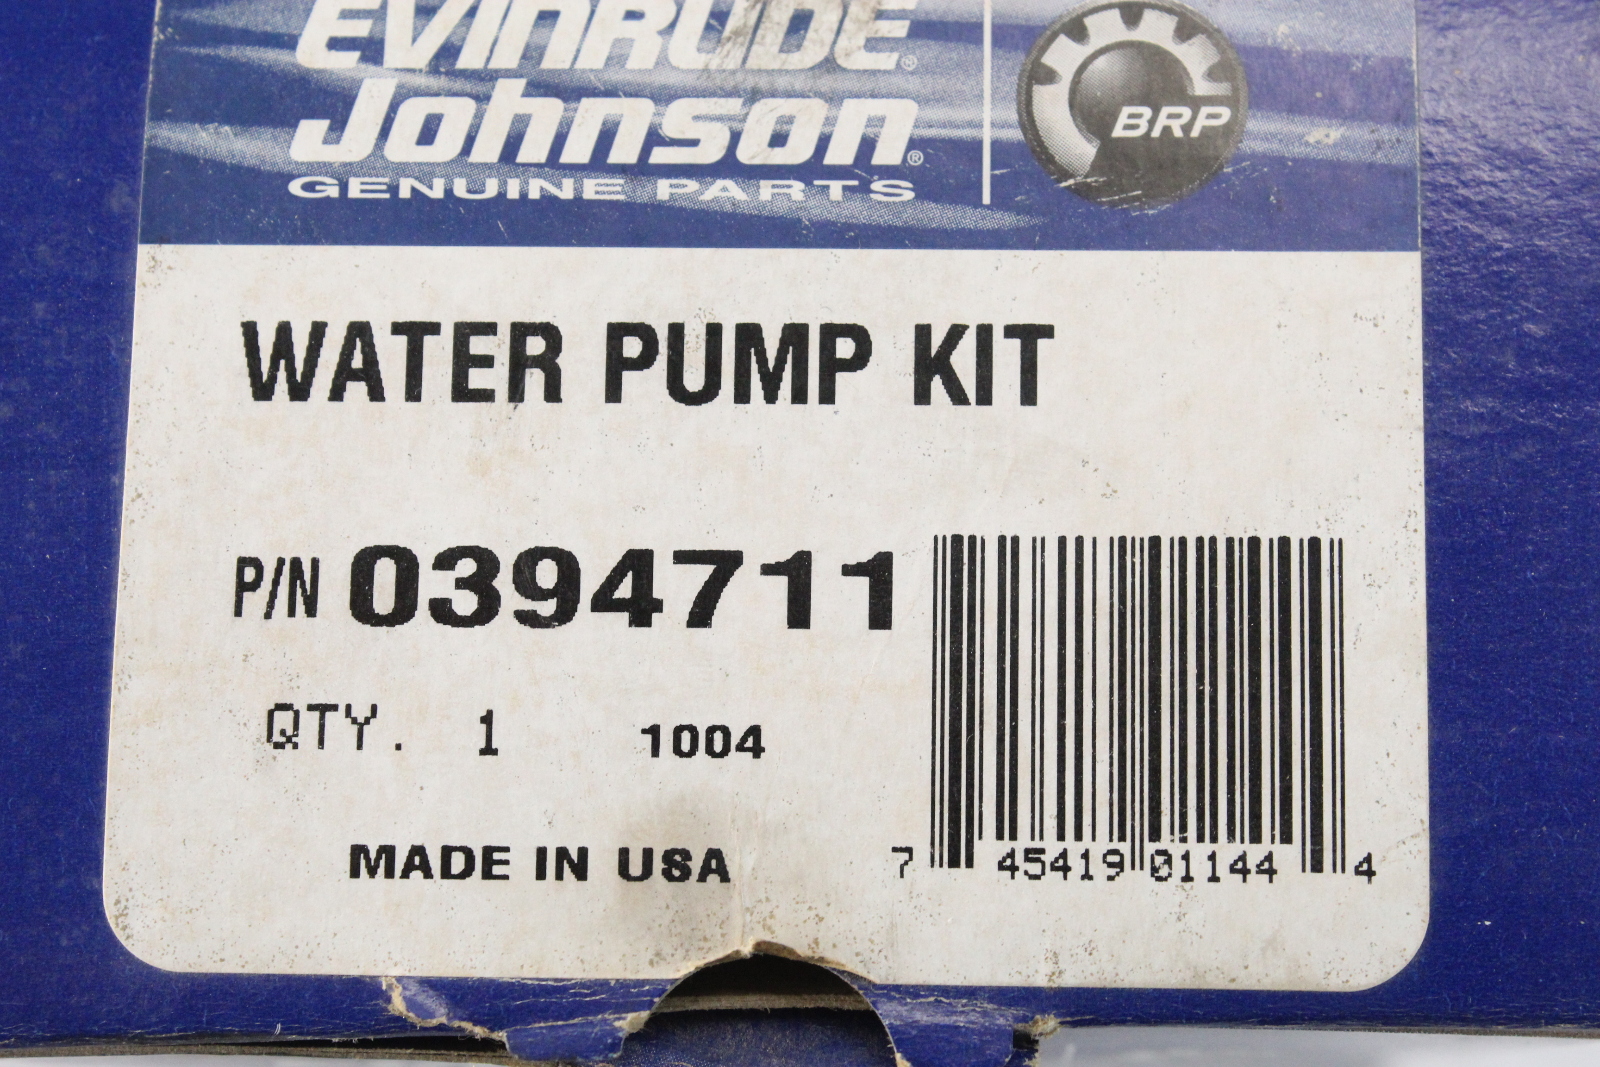 EVINRUDE®
Johnson®
GENUINE PARTS
BRP
WATER PUMP KIT
P/N 0394711
QTY. 1 1004
MADE IN USA
7 45419 01144 4